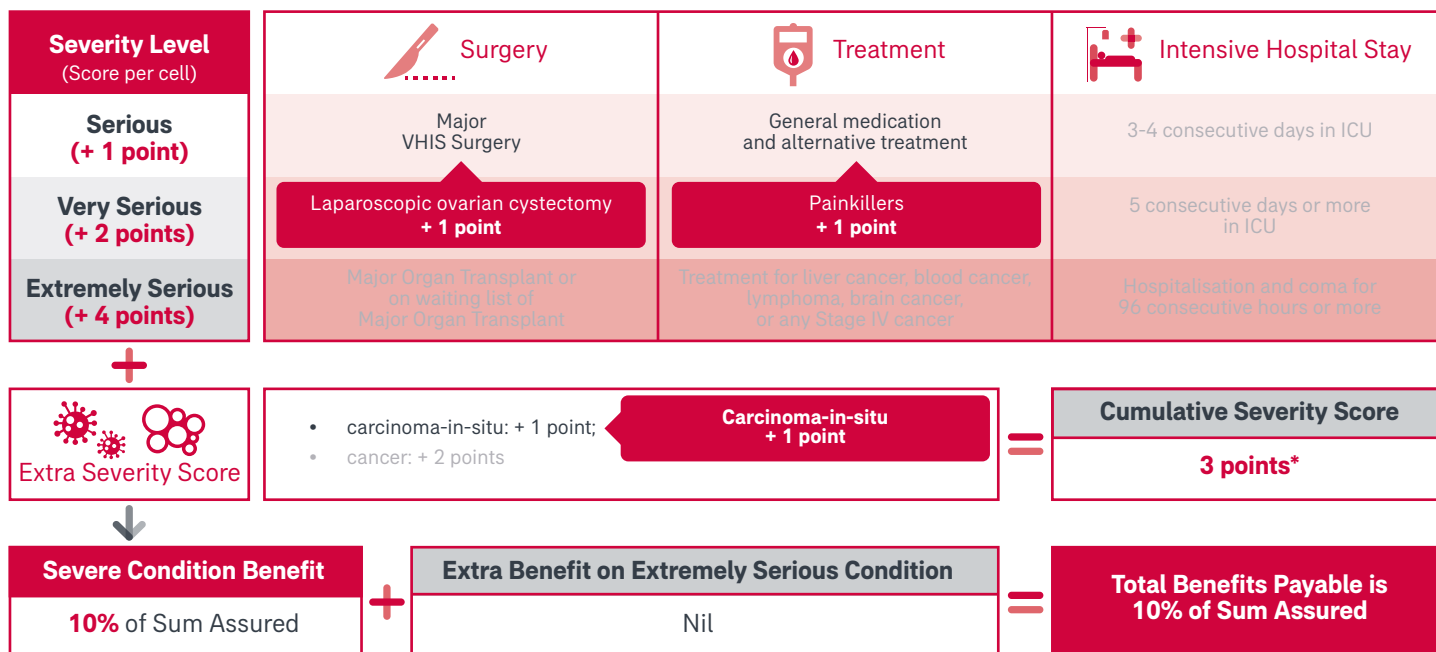 Severity Level
(Score per cell)
Surgery
Treatment
Intensive Hospital Stay
Serious
(+ 1 point)
Major
VHIS Surgery
General medication
and alternative treatment
3-4 consecutive days in ICU
Very Serious
(+ 2 points)
Laparoscopic ovarian cystectomy
+ 1 point
Painkillers
+ 1 point
5 consecutive days or more
in ICU
Extremely Serious
(+ 4 points)
Major Organ Transplant or
on waiting list of
Major Organ Transplant
Treatment for liver cancer, blood cancer,
lymphoma, brain cancer,
or any Stage IV cancer
Hospitalisation and coma for
96 consecutive hours or more
+
Extra Severity Score
• carcinoma-in-situ: + 1 point;
• cancer: + 2 points
Carcinoma-in-situ
+ 1 point
=
Cumulative Severity Score
3 points*
Severe Condition Benefit
10% of Sum Assured
+
Extra Benefit on Extremely Serious Condition
Nil
=
Total Benefits Payable is
10% of Sum Assured